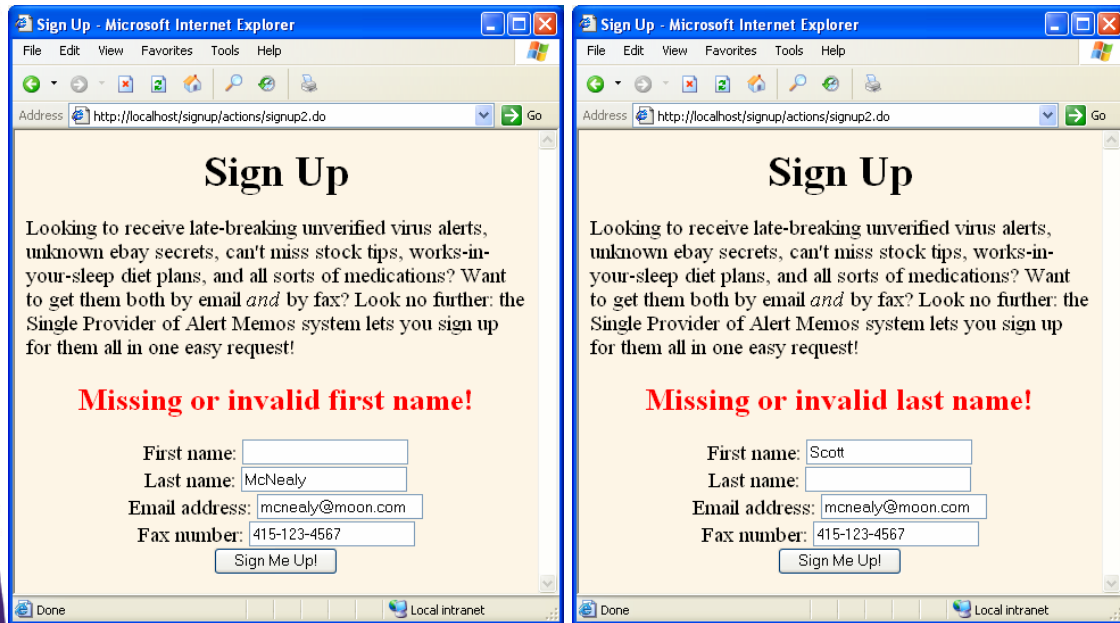 Sign Up - Microsoft Internet Explorer
File Edit View Favorites Tools Help
Address http://localhost/signup/actions/signup2.do Go
Sign Up
Looking to receive late-breaking unverified virus alerts,
unknown ebay secrets, can't miss stock tips, works-in-
your-sleep diet plans, and all sorts of medications? Want
to get them both by email and by fax? Look no further: the
Single Provider of Alert Memos system lets you sign up
for them all in one easy request!
Missing or invalid first name!
First name:
Last name: McNealy
Email address: mcnealy@moon.com
Fax number: 415-123-4567
Sign Me Up!
Done Local intranet
Sign Up - Microsoft Internet Explorer
File Edit View Favorites Tools Help
Address http://localhost/signup/actions/signup2.do Go
Sign Up
Looking to receive late-breaking unverified virus alerts,
unknown ebay secrets, can't miss stock tips, works-in-
your-sleep diet plans, and all sorts of medications? Want
to get them both by email and by fax? Look no further: the
Single Provider of Alert Memos system lets you sign up
for them all in one easy request!
Missing or invalid last name!
First name: Scott
Last name:
Email address: mcnealy@moon.com
Fax number: 415-123-4567
Sign Me Up!
Done Local intranet